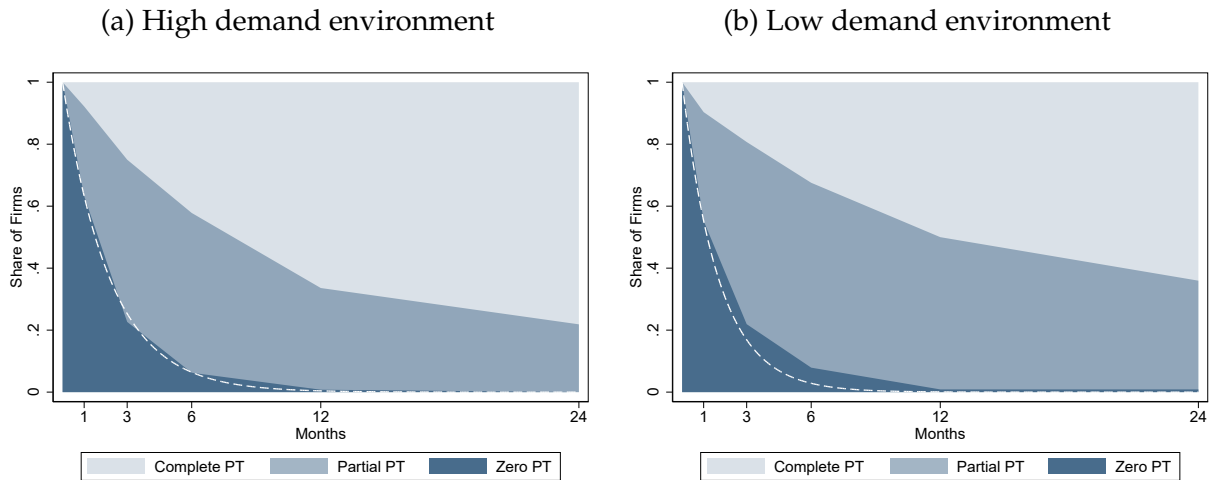 (a) High demand environment
Share of Firms
1
.8
.6
.4
.2
0
1 3 6 12 24
Months
Complete PT Partial PT Zero PT
(b) Low demand environment
Share of Firms
1
.8
.6
.4
.2
0
1 3 6 12 24
Months
Complete PT Partial PT Zero PT